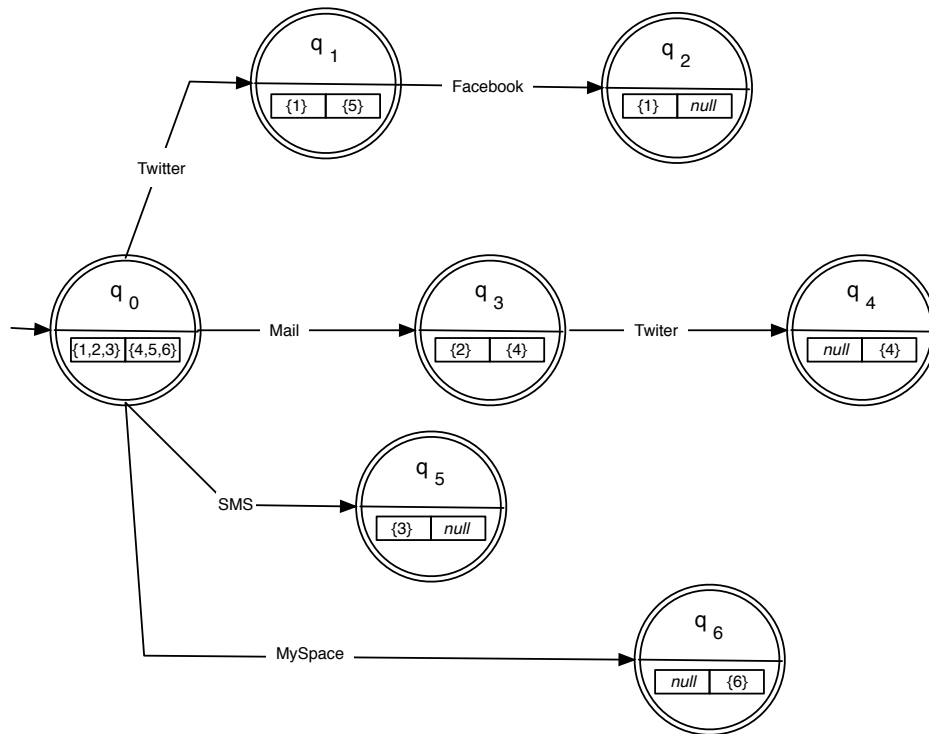 q 1
{1} {5}
Facebook
q 2
{1} null
Twitter
q 0
{1,2,3} {4,5,6}
Mail
q 3
{2} {4}
Twiter
q 4
null {4}
SMS
q 5
{3} null
MySpace
q 6
null {6}